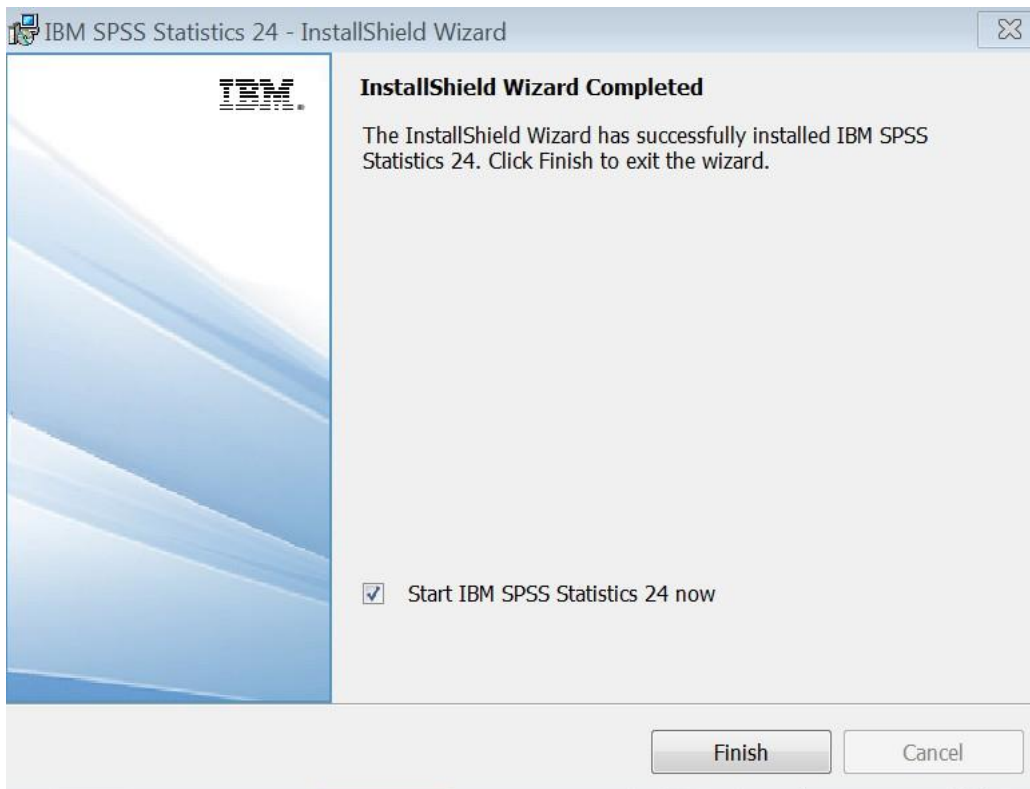 IBM SPSS Statistics 24 - InstallShield Wizard
IBM.
InstallShield Wizard Completed
The InstallShield Wizard has successfully installed IBM SPSS
Statistics 24. Click Finish to exit the wizard.
Start IBM SPSS Statistics 24 now
Finish
Cancel